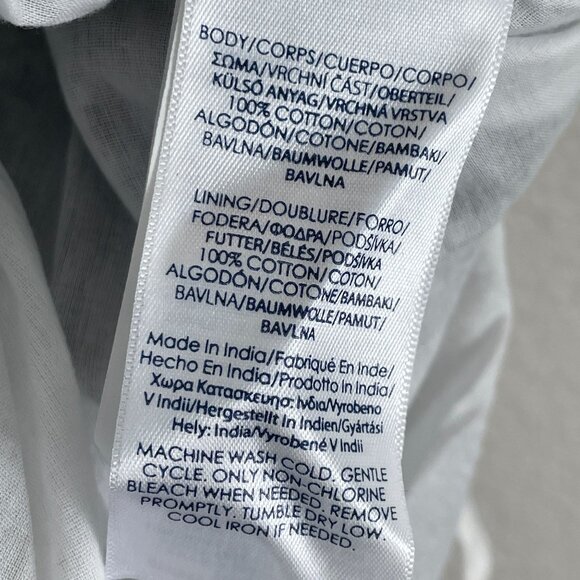 BODY/CORPS/CUERPO/CORPO/
ΣΩΜΑ/VRCHNÍ ČÁST/OBERTEIL/
KÜLSŐ ANYAG/VRCHNÁ VRSTVA
100% COTTON/COTON/
ALGODÓN/COTONE/BAMBAKI/
BAVLNA/BAUMWOLLE/PAMUT/
BAVLNA
LINING/DOUBLURE/FORRO/
FODERA/ΦΟΔΡΑ/PODŠÍVKA/
FUTTER/BÉLÉS/PODŠÍVKA
100% COTTON/COTON/
ALGODÓN/COTONE/BAMBAKI/
BAVLNA/BAUMWOLLE/PAMUT/
BAVLNA
Made In India/Fabriqué En Inde/
Hecho En India/Prodotto In India/
Χωρα Κατασκευησ: Ινδια/Vyrobeno
V Indii/Hergestellt In Indien/Gyártási
Hely: India/Vyrobené V Indii
MACHINE WASH COLD. GENTLE
CYCLE. ONLY NON-CHLORINE
BLEACH WHEN NEEDED. REMOVE
PROMPTLY. TUMBLE DRY LOW.
COOL IRON IF NEEDED.